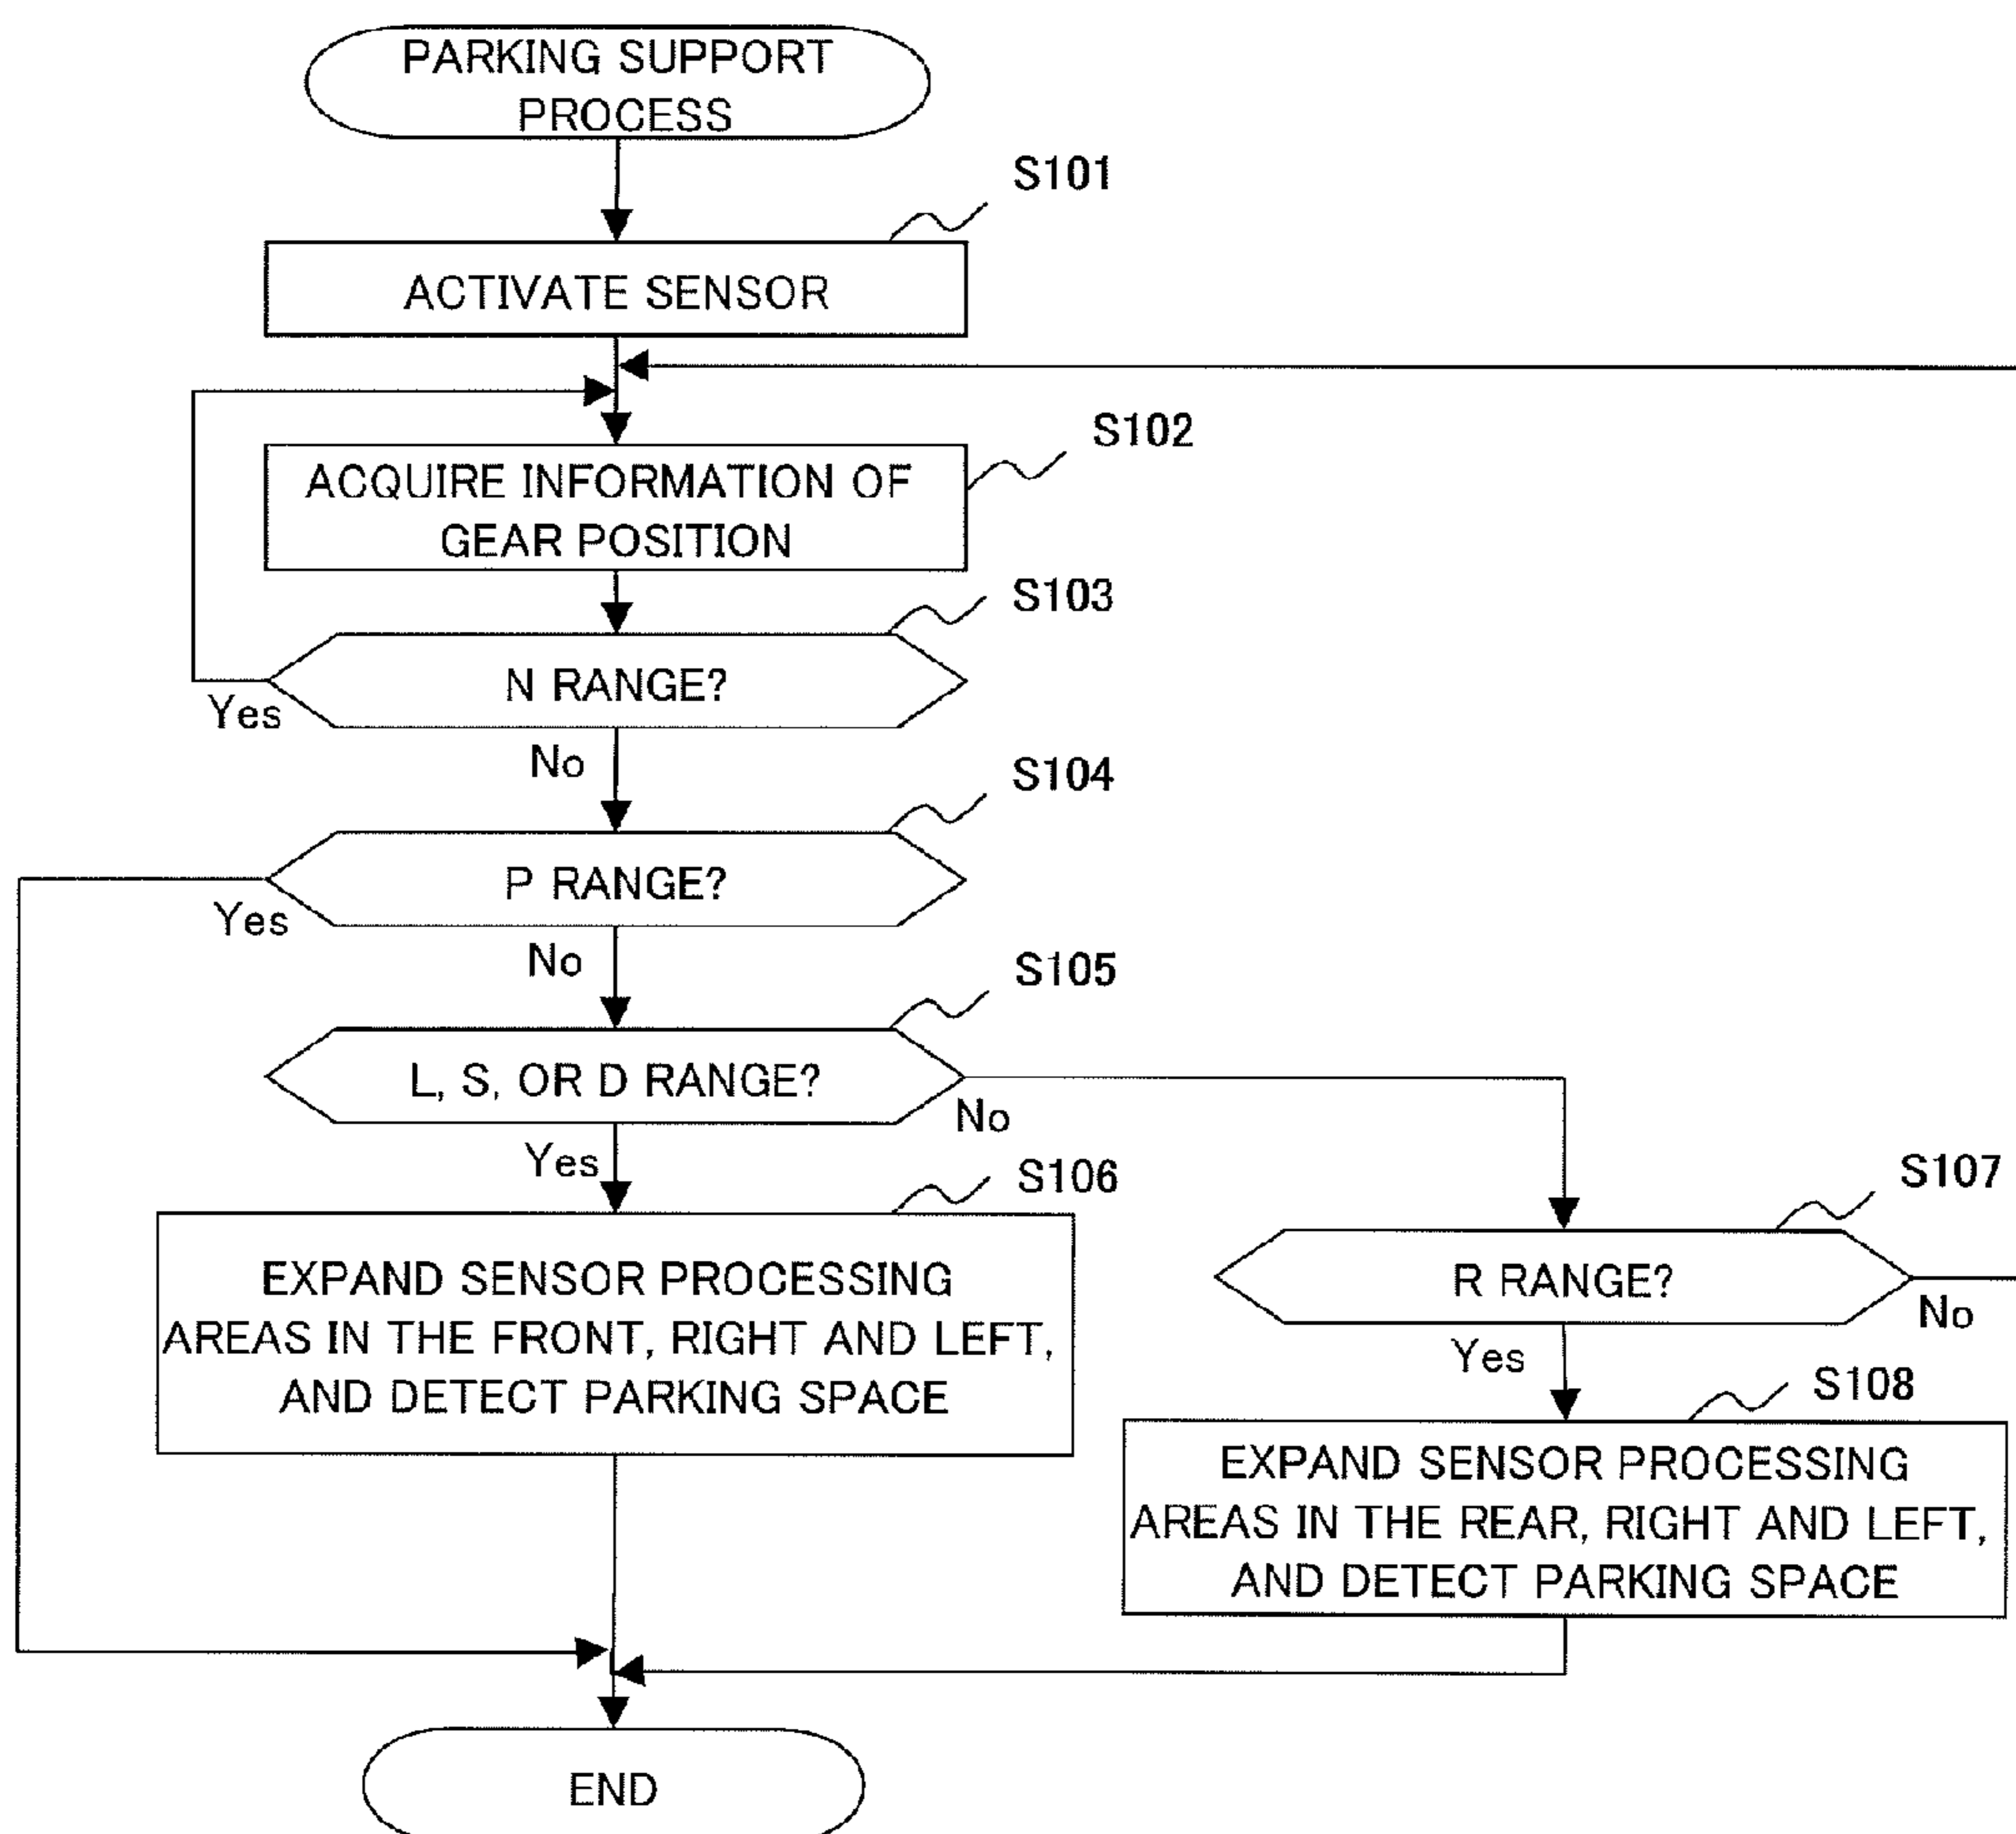 PARKING SUPPORT
PROCESS
S101
ACTIVATE SENSOR
S102
ACQUIRE INFORMATION OF
GEAR POSITION
S103
N RANGE?
Yes
No
S104
P RANGE?
Yes
No
S105
L, S, OR D RANGE?
No
Yes
S106
EXPAND SENSOR PROCESSING
AREAS IN THE FRONT, RIGHT AND LEFT,
AND DETECT PARKING SPACE
S107
R RANGE?
No
Yes
S108
EXPAND SENSOR PROCESSING
AREAS IN THE REAR, RIGHT AND LEFT,
AND DETECT PARKING SPACE
END